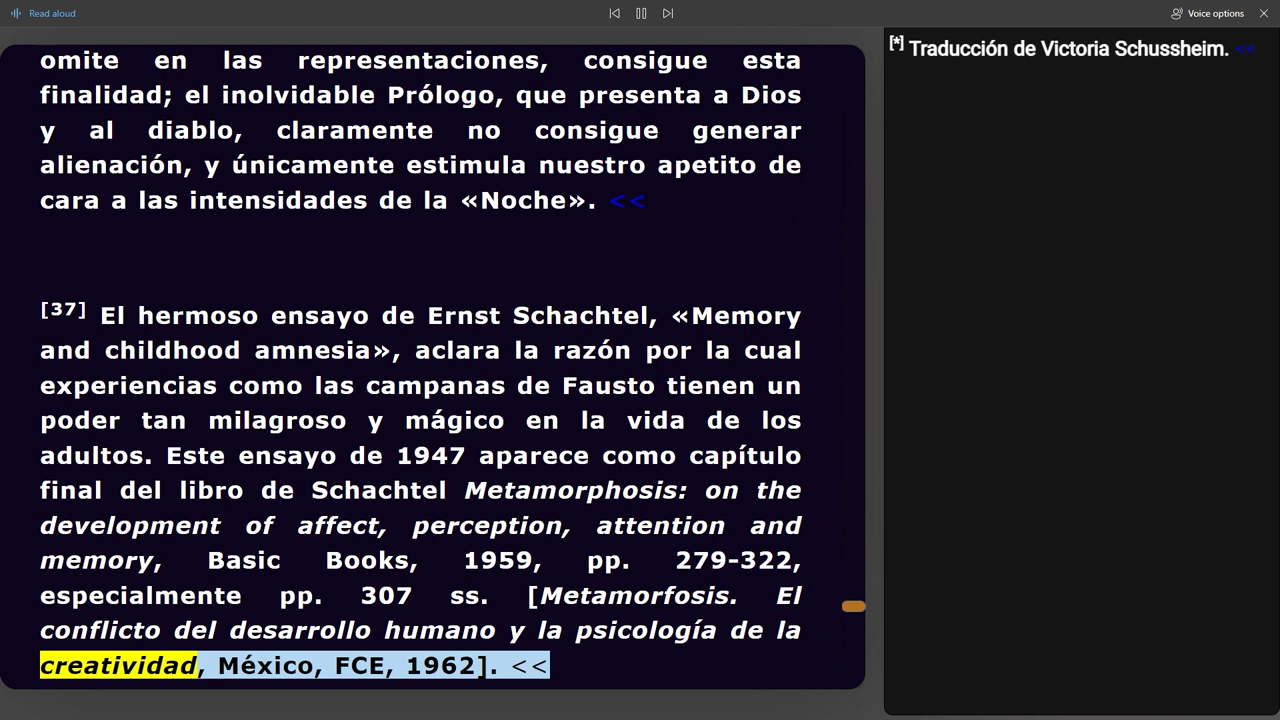 Read aloud
Voice options
omite en las representaciones, consigue esta
finalidad; el inolvidable Prólogo, que presenta a Dios
y al diablo, claramente no consigue generar
alienación, y únicamente estimula nuestro apetito de
cara a las intensidades de la «Noche». <<
[37] El hermoso ensayo de Ernst Schachtel, «Memory
and childhood amnesia», aclara la razón por la cual
experiencias como las campanas de Fausto tienen un
poder tan milagroso y mágico en la vida de los
adultos. Este ensayo de 1947 aparece como capítulo
final del libro de Schachtel Metamorphosis: on the
development of affect, perception, attention and
memory, Basic Books, 1959, pp. 279-322,
especialmente pp. 307 ss. [Metamorfosis. El
conflicto del desarrollo humano y la psicología de la
creatividad, México, FCE, 1962]. <<
[*] Traducción de Victoria Schussheim. <<